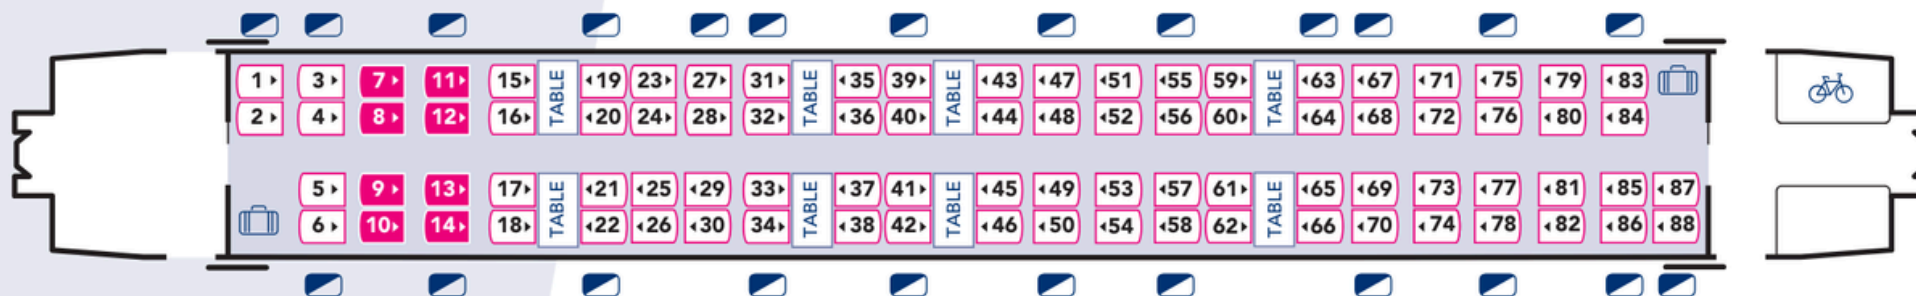 1 3 7 11 15 TABLE 19 23 27 31 TABLE 35 39 TABLE 43 47 51 55 59 TABLE 63 67 71 75 79 83
2 4 8 12 16 20 24 28 32 36 40 44 48 52 56 60 64 68 72 76 80 84
5 9 13 17 TABLE 21 25 29 33 TABLE 37 41 TABLE 45 49 53 57 61 TABLE 65 69 73 77 81 85 87
6 10 14 18 22 26 30 34 38 42 46 50 54 58 62 66 70 74 78 82 86 88